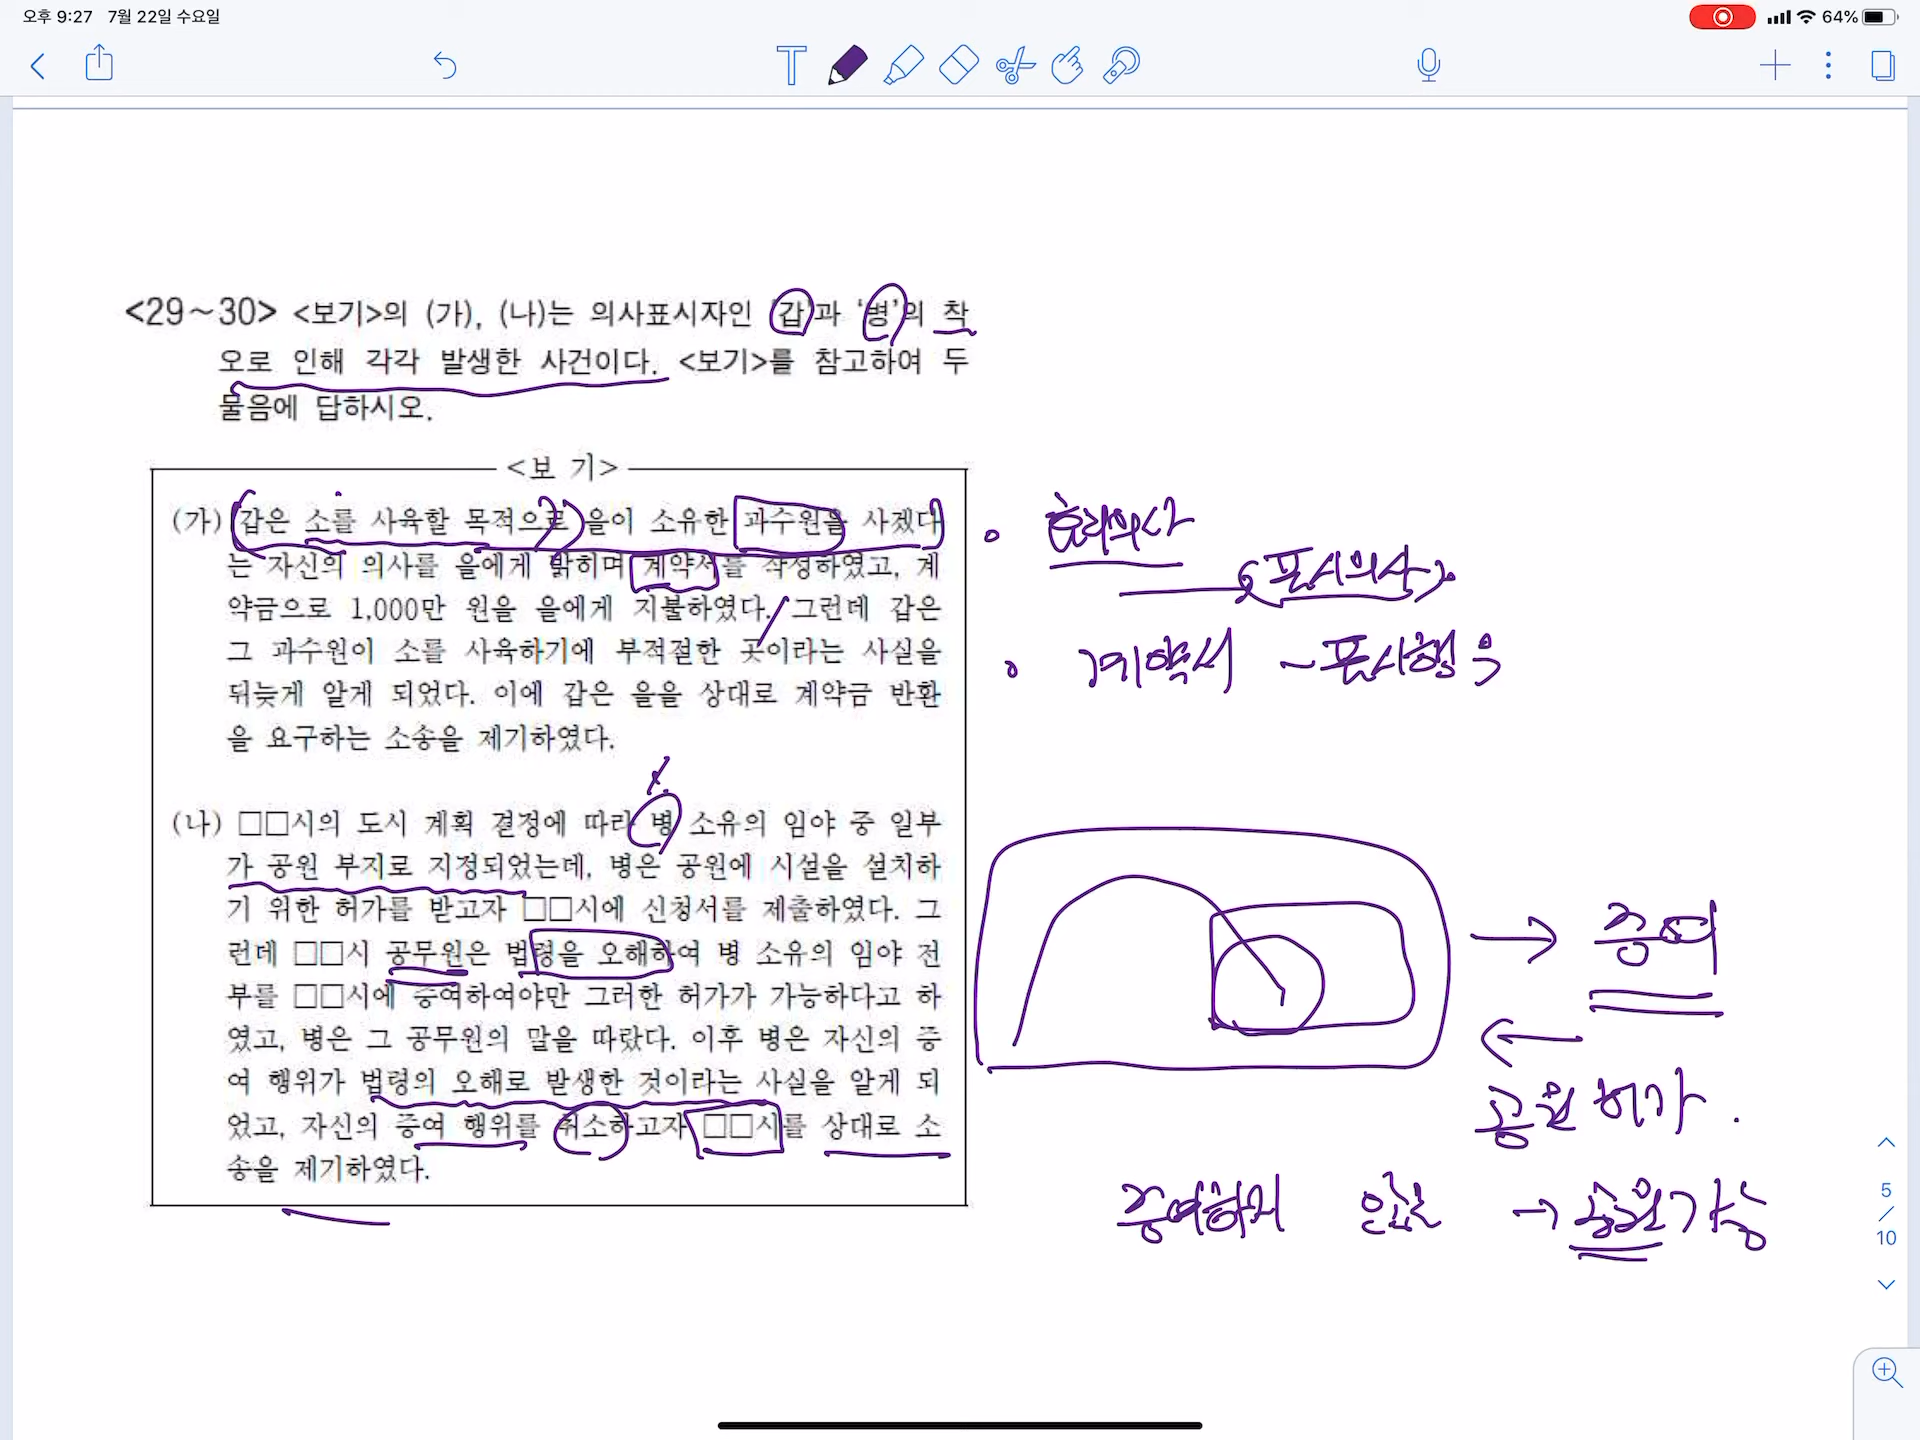 오후 9:27 7월 22일 수요일
64%
<29~30> <보기>의 (가), (나)는 의사표시자인 '갑'과 '병'의 착
오로 인해 각각 발생한 사건이다. <보기>를 참고하여 두
물음에 답하시오.
<보 기>
(가) 갑은 소를 사육할 목적으로 을이 소유한 과수원을 사겠다
는 자신의 의사를 을에게 밝히며 계약서를 작성하였고, 계
약금으로 1,000만 원을 을에게 지불하였다. 그런데 갑은
그 과수원이 소를 사육하기에 부적절한 곳이라는 사실을
뒤늦게 알게 되었다. 이에 갑은 을을 상대로 계약금 반환
을 요구하는 소송을 제기하였다.
(나) □□시의 도시 계획 결정에 따라 병 소유의 임야 중 일부
가 공원 부지로 지정되었는데, 병은 공원에 시설을 설치하
기 위한 허가를 받고자 □□시에 신청서를 제출하였다. 그
런데 □□시 공무원은 법령을 오해하여 병 소유의 임야 전
부를 □□시에 증여하여야만 그러한 허가가 가능하다고 하
였고, 병은 그 공무원의 말을 따랐다. 이후 병은 자신의 증
여 행위가 법령의 오해로 발생한 것이라는 사실을 알게 되
었고, 자신의 증여 행위를 취소하고자 □□시를 상대로 소
송을 제기하였다.
효과의사
표시의사
계약서 ~표시행위
증여
공원 허가.
증여하지 않고 → 공원 가능
5
/
10